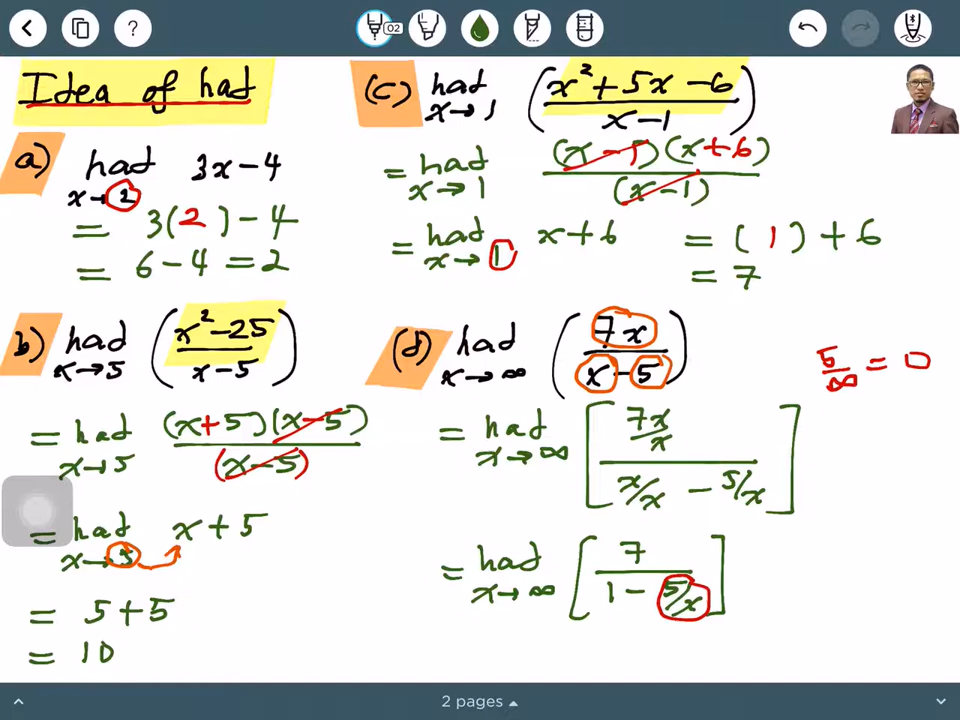 Idea of had
a) had 3x - 4
x→2
= 3(2) - 4
= 6 - 4 = 2
b) had (x² - 25 / x - 5)
x→5
= had (x + 5)(x - 5) / (x - 5)
x→5
= had x + 5
x→5
= 5 + 5
= 10
(c) had (x² + 5x - 6 / x - 1)
x→1
= had (x - 1)(x + 6) / (x - 1)
x→1
= had x + 6 = (1) + 6
x→1
= 7
(d) had (7x / x - 5)
x→∞
5/∞ = 0
= had [7x/x / x/x - 5/x]
x→∞
= had [7 / 1 - 5/x]
x→∞
02
?
2 pages